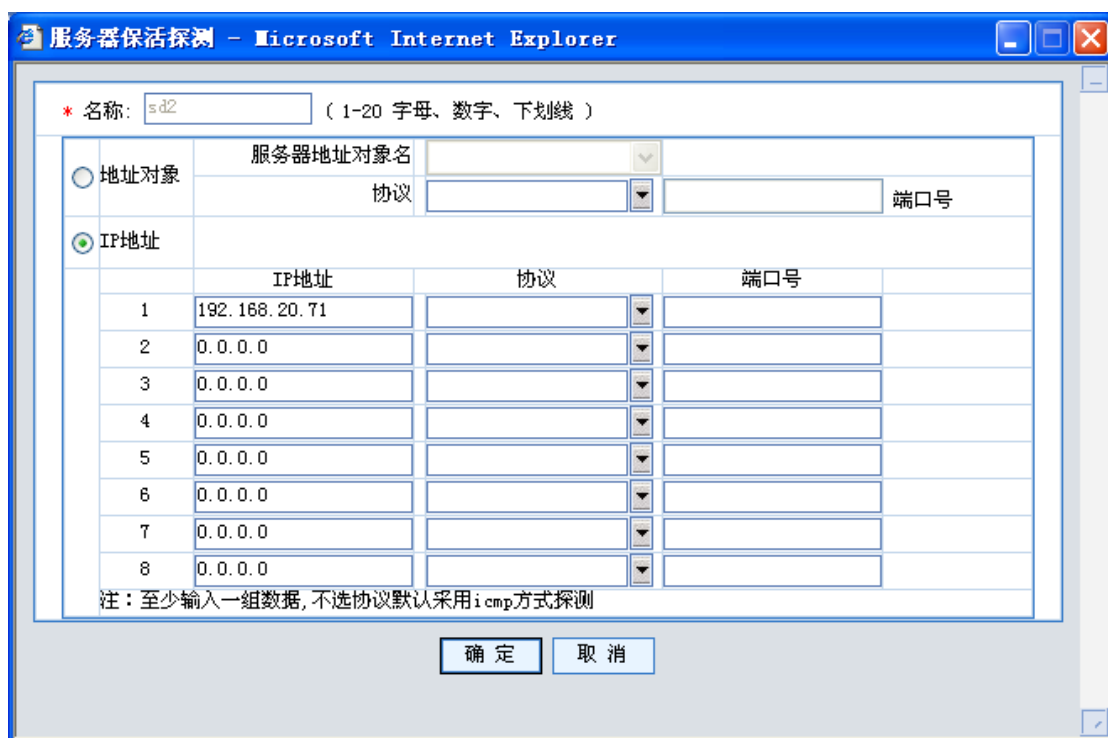 服务器保活探测 - Microsoft Internet Explorer
* 名称: sd2 ( 1-20 字母、数字、下划线 )
地址对象
服务器地址对象名
协议 端口号
IP地址
IP地址 协议 端口号
1 192.168.20.71
2 0.0.0.0
3 0.0.0.0
4 0.0.0.0
5 0.0.0.0
6 0.0.0.0
7 0.0.0.0
8 0.0.0.0
注：至少输入一组数据,不选协议默认采用icmp方式探测
确 定 取 消